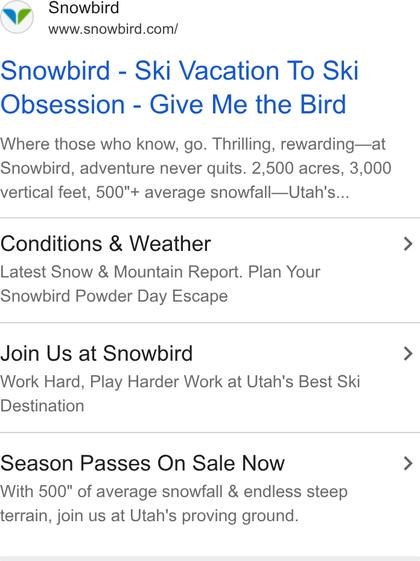 Snowbird
www.snowbird.com/
Snowbird - Ski Vacation To Ski
Obsession - Give Me the Bird
Where those who know, go. Thrilling, rewarding—at
Snowbird, adventure never quits. 2,500 acres, 3,000
vertical feet, 500"+ average snowfall—Utah's...
Conditions & Weather
Latest Snow & Mountain Report. Plan Your
Snowbird Powder Day Escape
Join Us at Snowbird
Work Hard, Play Harder Work at Utah's Best Ski
Destination
Season Passes On Sale Now
With 500" of average snowfall & endless steep
terrain, join us at Utah's proving ground.